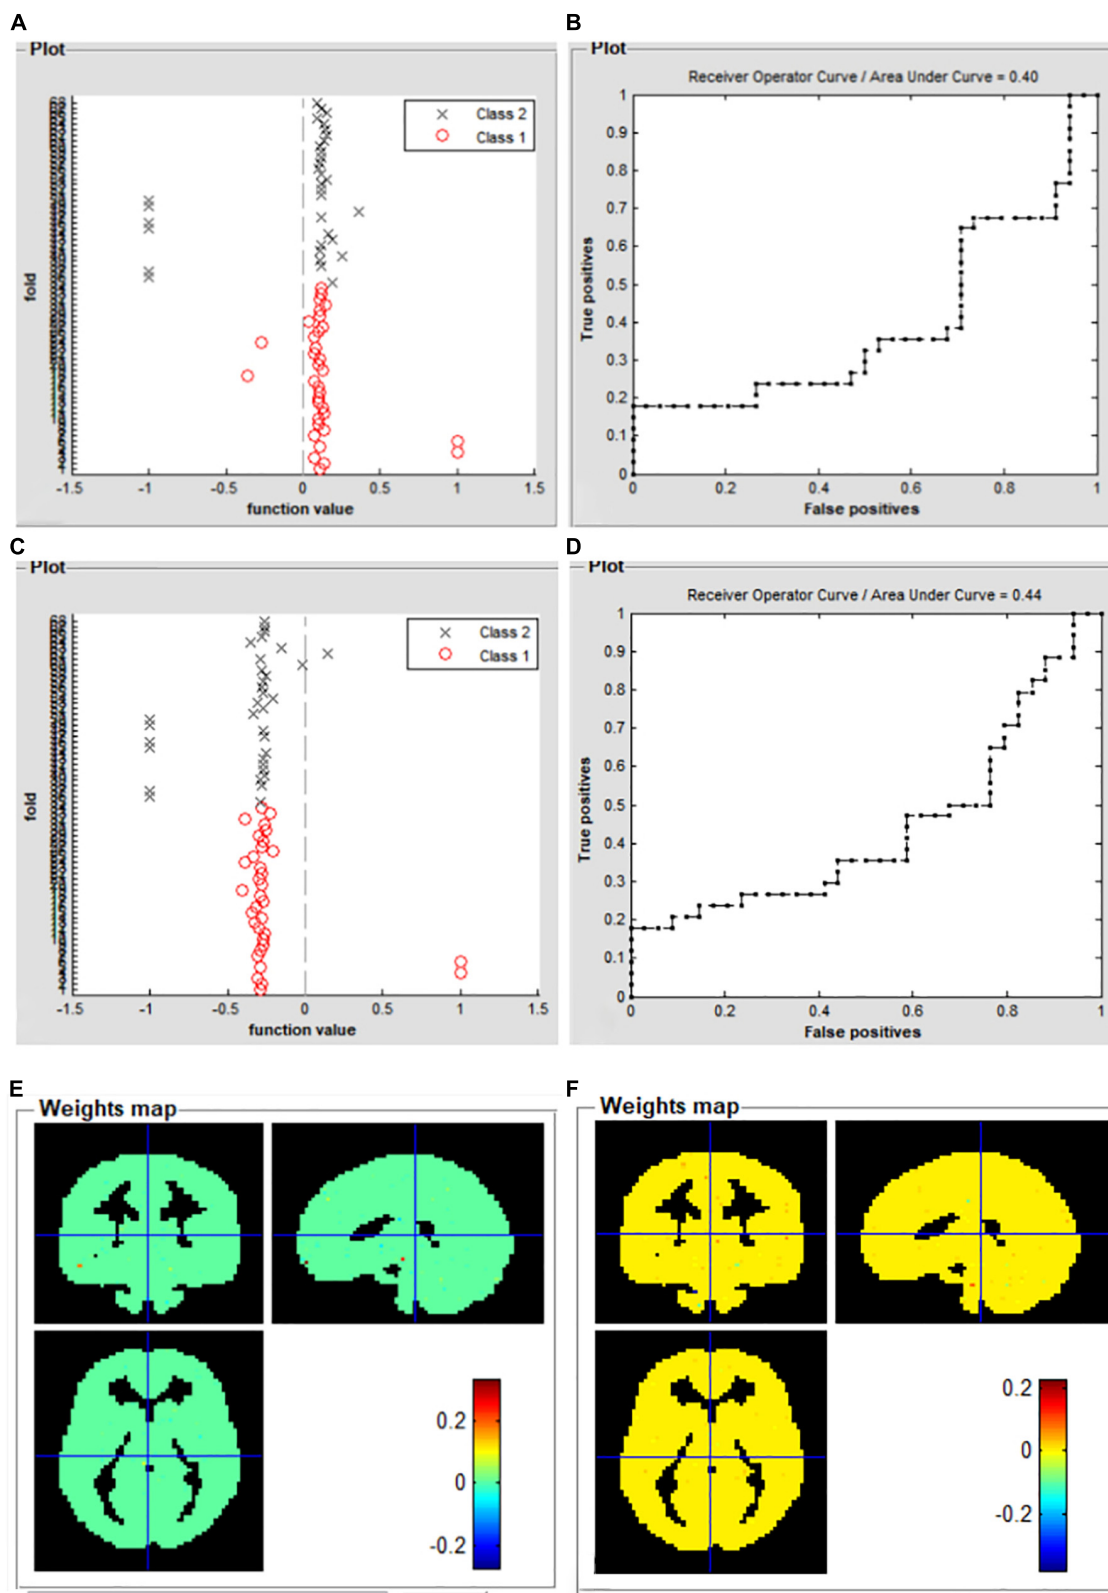 A
B
Plot
Class 2
Class 1
fold
-1.5 -1 -0.5 0 0.5 1 1.5
function value
Plot
Receiver Operator Curve / Area Under Curve = 0.40
1
0.9
0.8
0.7
0.6
0.5
0.4
0.3
0.2
0.1
0
True positives
0 0.2 0.4 0.6 0.8 1
False positives
C
D
Plot
Class 2
Class 1
fold
-1.5 -1 -0.5 0 0.5 1 1.5
function value
Plot
Receiver Operator Curve / Area Under Curve = 0.44
1
0.9
0.8
0.7
0.6
0.5
0.4
0.3
0.2
0.1
0
True positives
0 0.2 0.4 0.6 0.8 1
False positives
E
F
Weights map
0.2
0
-0.2
Weights map
0.2
0
-0.2